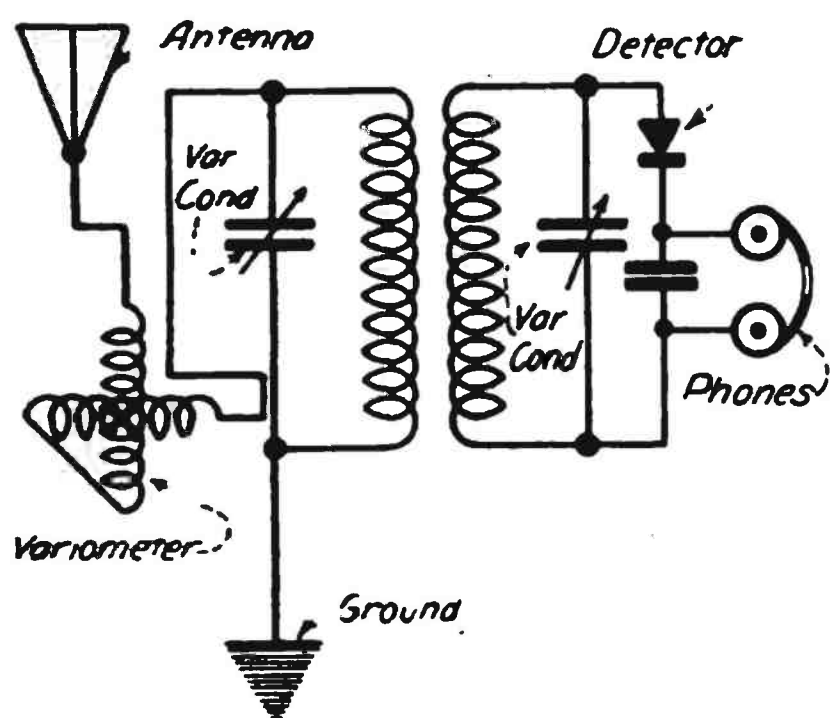 Antenna
Detector
Var
Cond
Var
Cond
Phones
Variometer
Ground